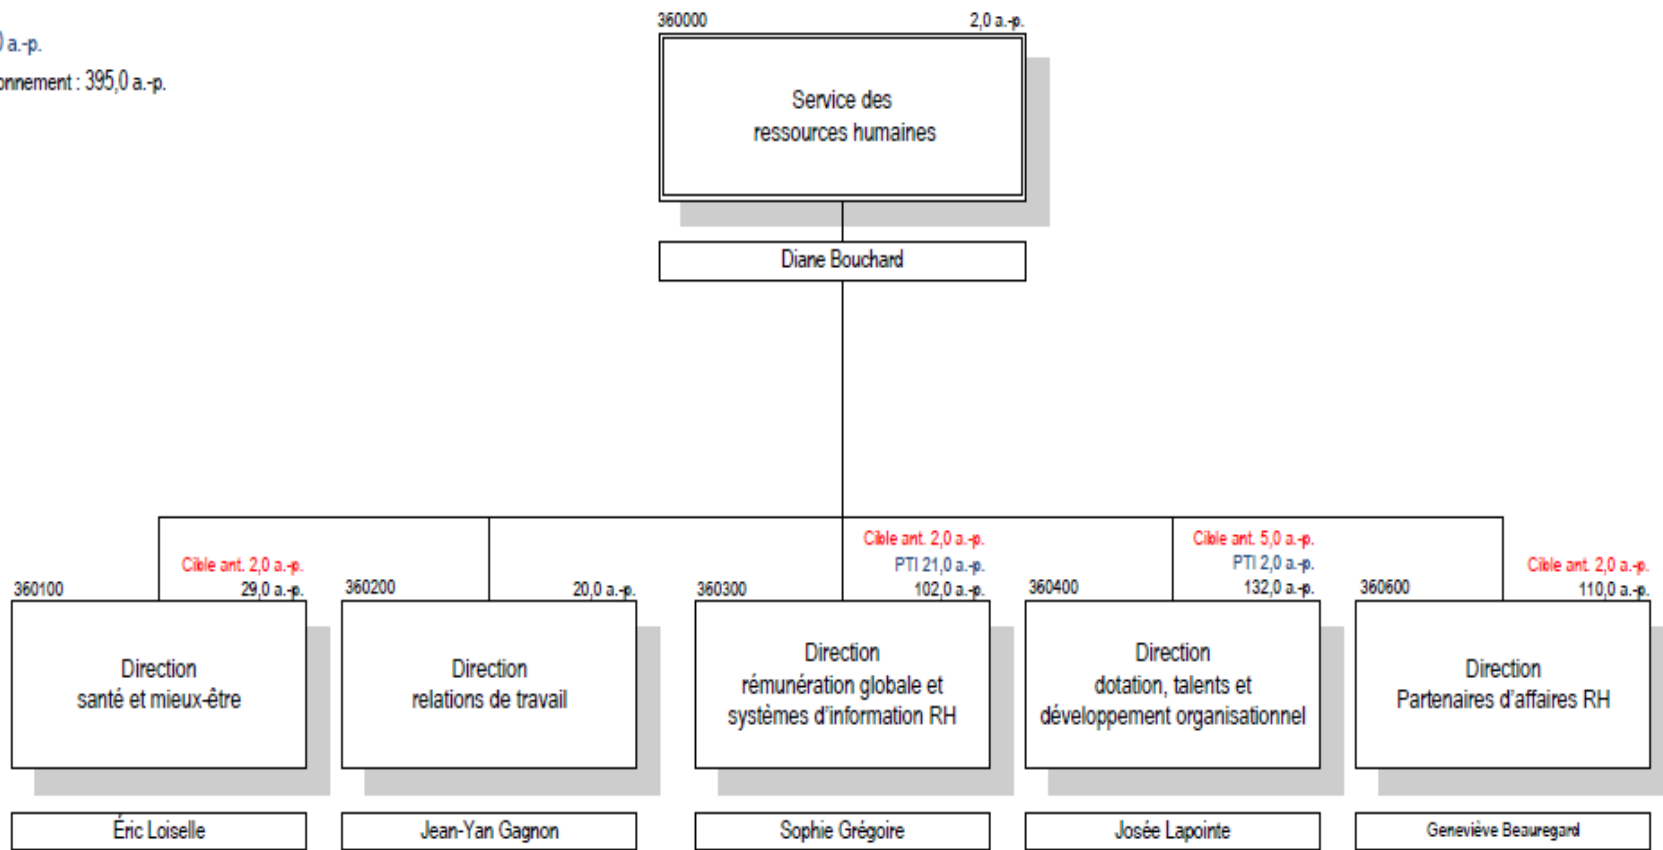 360000 2,0 a.-p.
a.-p.
: 395,0 a.-p.
Service des
ressources humaines
Diane Bouchard
Cible ant. 2,0 a.-p.
360100 29,0 a.-p.
Direction
santé et mieux-être
Éric Loiselle
360200 20,0 a.-p.
Direction
relations de travail
Jean-Yan Gagnon
Cible ant. 2,0 a.-p.
PTI 21,0 a.-p.
360300 102,0 a.-p.
Direction
rémunération globale et
systèmes d'information RH
Sophie Grégoire
Cible ant. 5,0 a.-p.
PTI 2,0 a.-p.
360400 132,0 a.-p.
Direction
dotation, talents et
développement organisationnel
Josée Lapointe
Cible ant. 2,0 a.-p.
360600 110,0 a.-p.
Direction
Partenaires d'affaires RH
Geneviève Beauregard